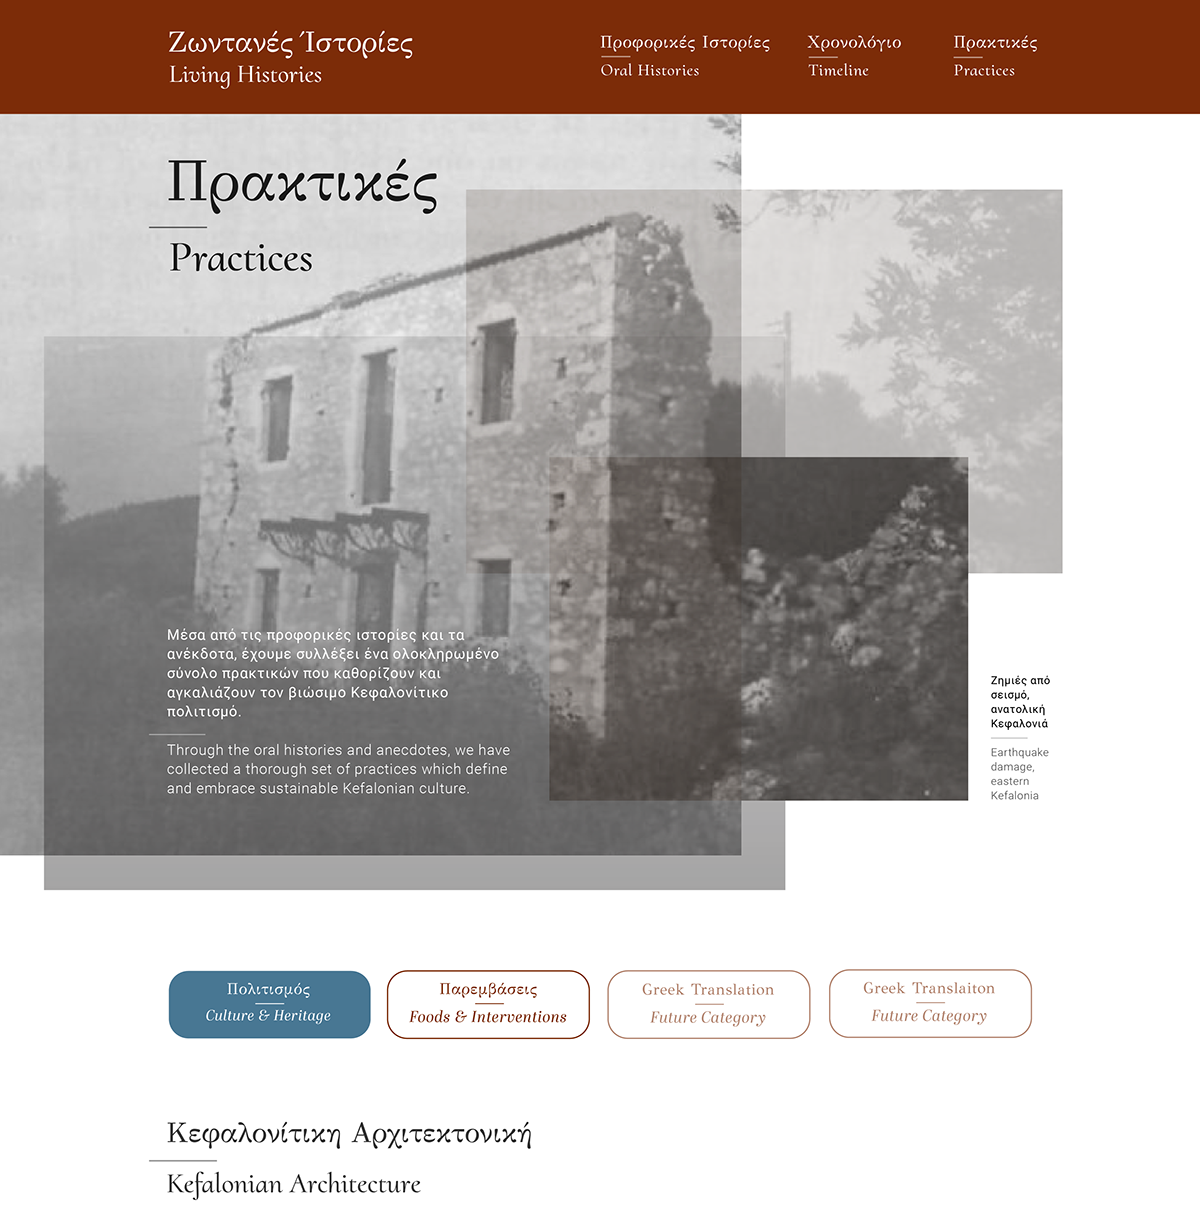 Ζωντανές Ίστορίες
Living Histories
Προφορικές Ιστορίες
Oral Histories
Χρονολόγιο
Timeline
Πρακτικές
Practices
Πρακτικές
Practices
Μέσα από τις προφορικές ιστορίες και τα
ανέκδοτα, έχουμε συλλέξει ένα ολοκληρωμένο
σύνολο πρακτικών που καθορίζουν και
αγκαλιάζουν τον βιώσιμο Κεφαλονίτικο
πολιτισμό.
Through the oral histories and anecdotes, we have
collected a thorough set of practices which define
and embrace sustainable Kefalonian culture.
Ζημιές από
σεισμό,
ανατολική
Κεφαλονιά
Earthquake
damage,
eastern
Kefalonia
Πολιτισμός
Culture & Heritage
Παρεμβάσεις
Foods & Interventions
Greek Translation
Future Category
Greek Translaiton
Future Category
Κεφαλονίτικη Αρχιτεκτονική
Kefalonian Architecture